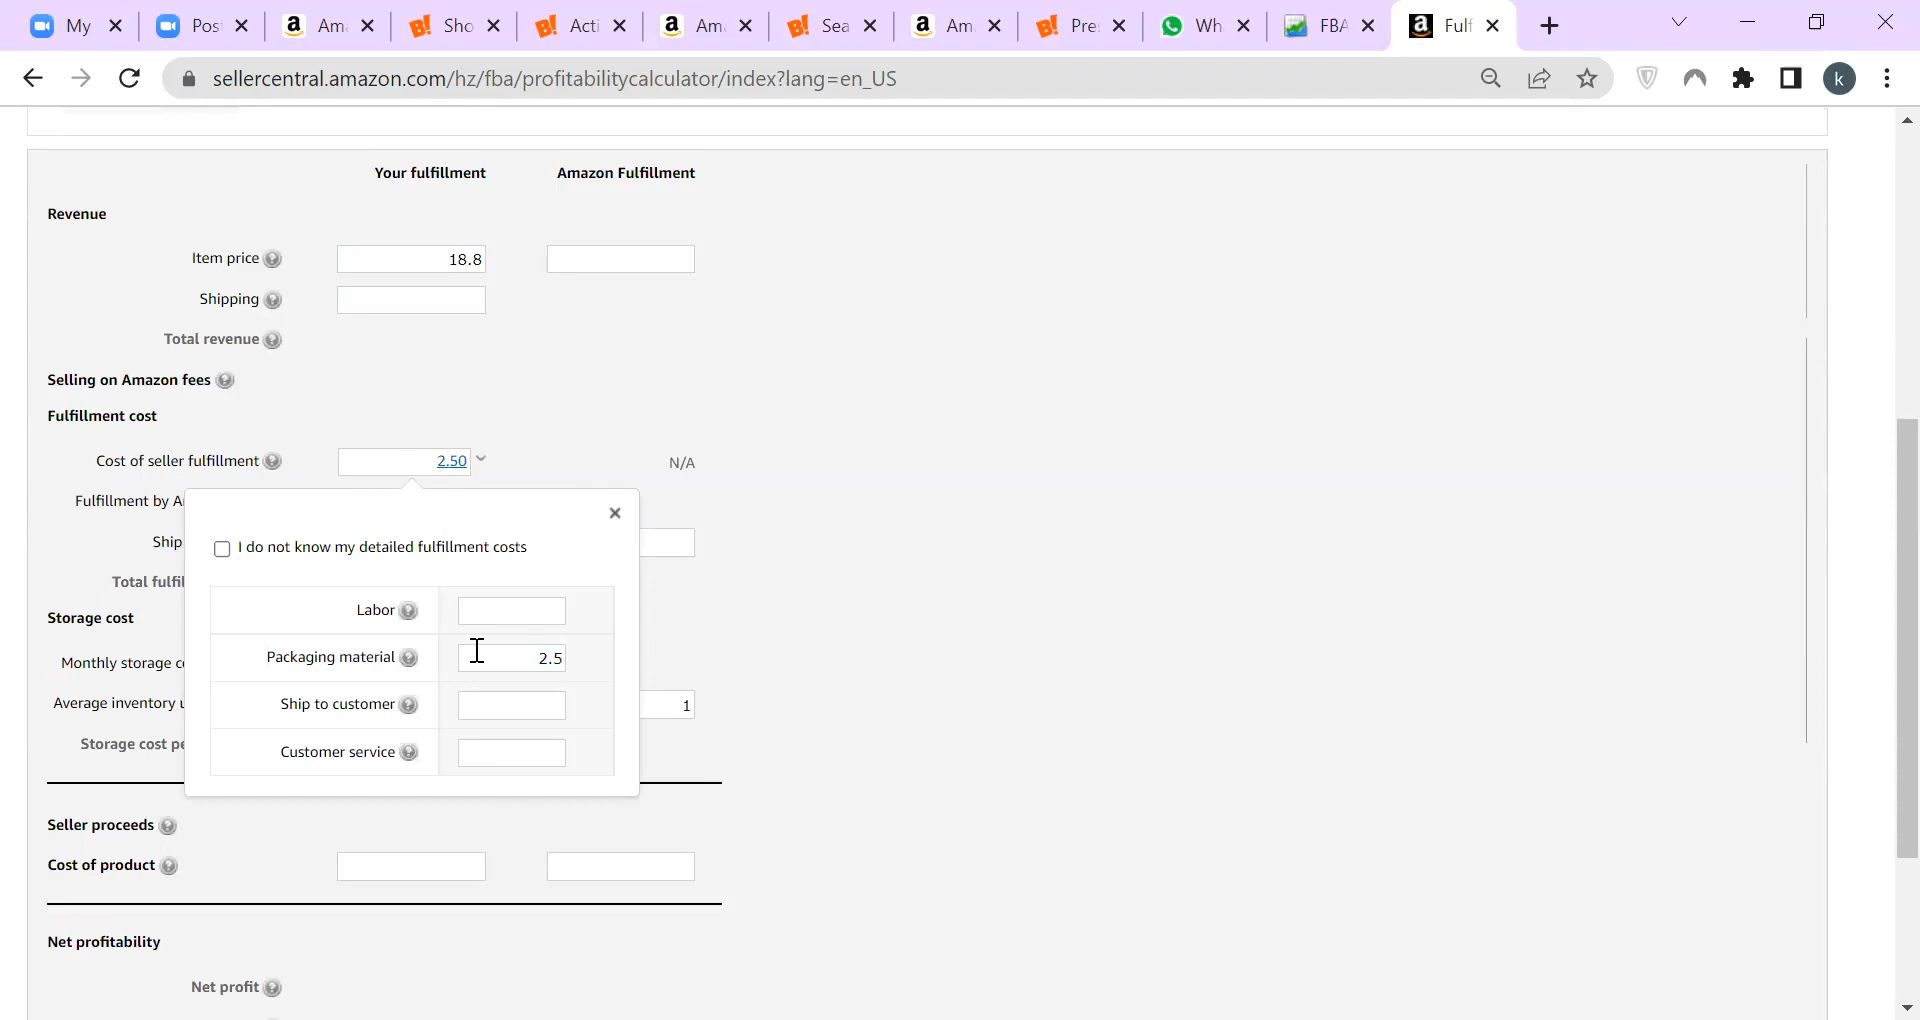 My
Pos
Am
Sho
Acti
Am
Sea
Am
Pre
Wh
FBA
Fulf
sellercentral.amazon.com/hz/fba/profitabilitycalculator/index?lang=en_US
k
Your fulfillment Amazon Fulfillment
Revenue
Item price 18.8
Shipping
Total revenue
Selling on Amazon fees
Fulfillment cost
Cost of seller fulfillment 2.50 N/A
Fulfillment by A
Ship
Total fulfil
Storage cost
Monthly storage c
Average inventory u 1
Storage cost pe
I do not know my detailed fulfillment costs
Labor
Packaging material 2.5
Ship to customer
Customer service
Seller proceeds
Cost of product
Net profitability
Net profit